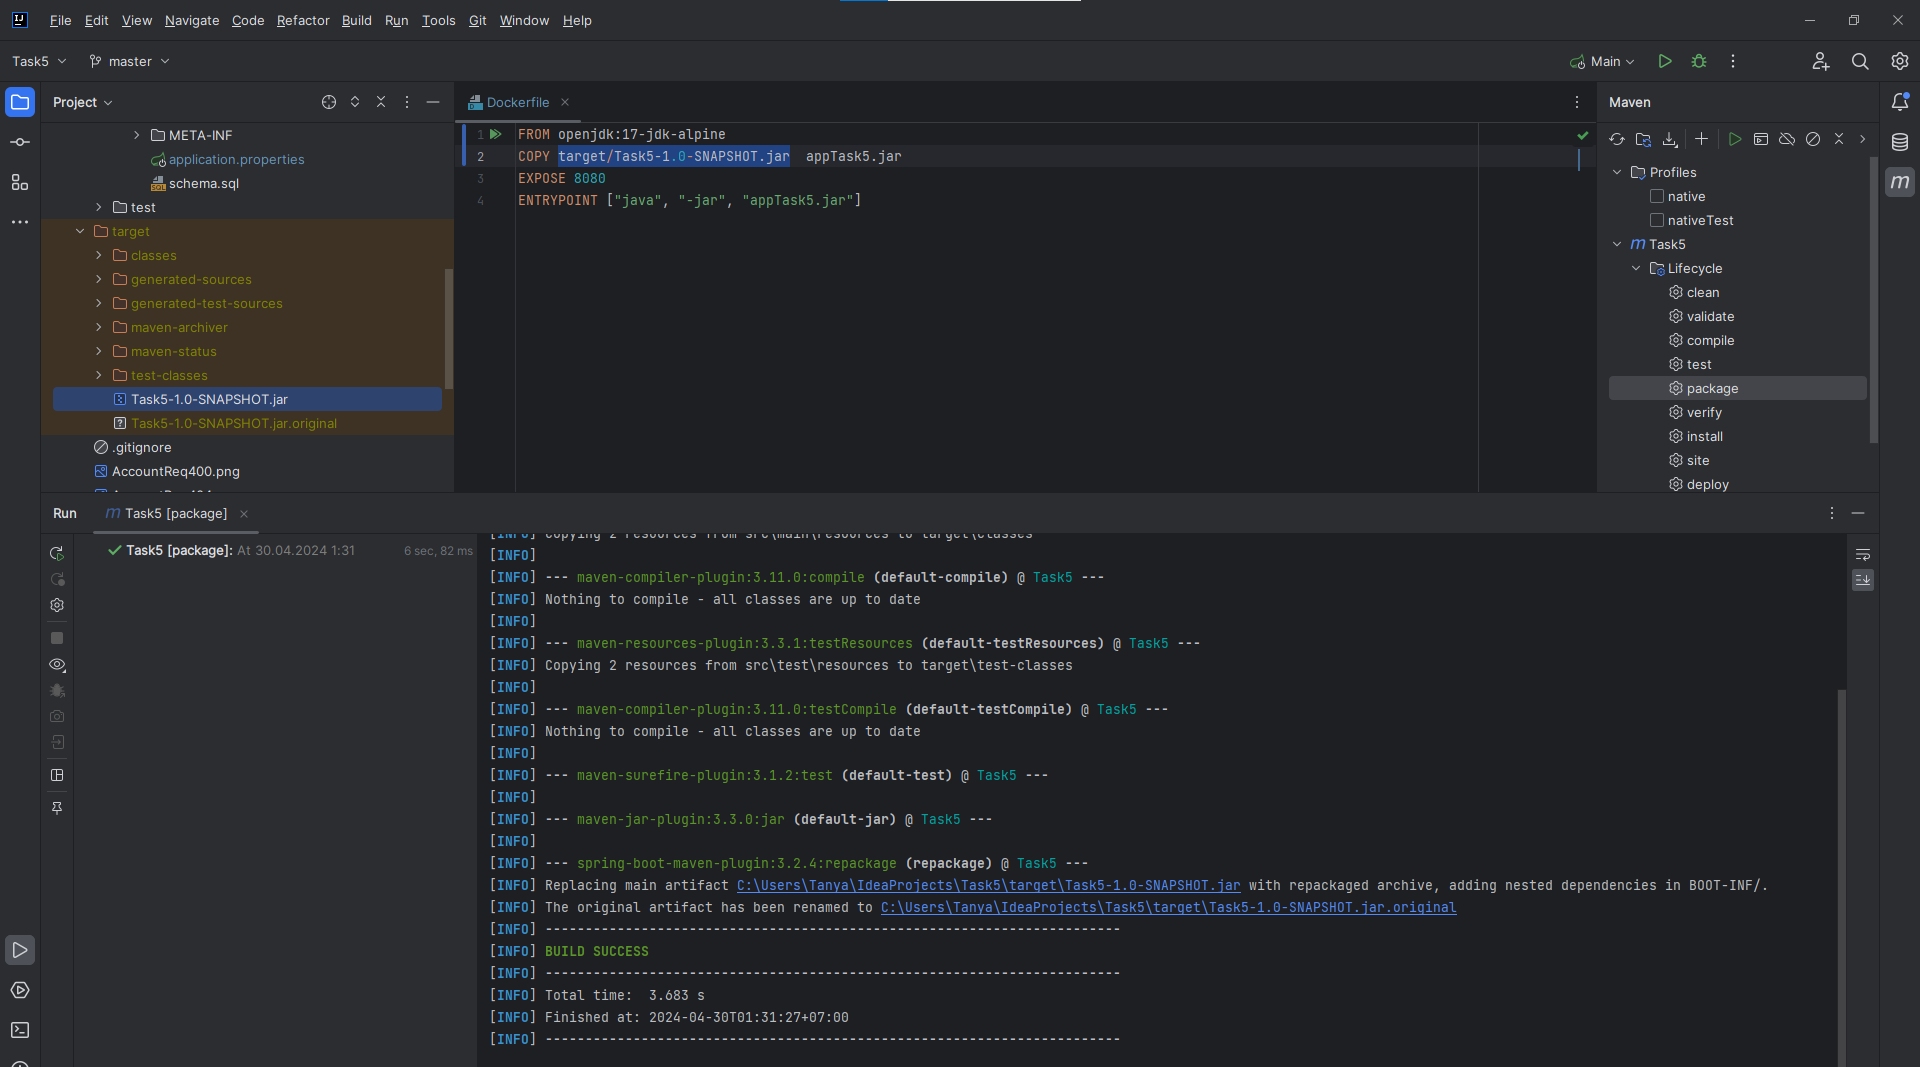 File Edit View Navigate Code Refactor Build Run Tools Git Window Help
Task5 master Main
Project
META-INF
application.properties
schema.sql
test
target
classes
generated-sources
generated-test-sources
maven-archiver
maven-status
test-classes
Task5-1.0-SNAPSHOT.jar
Task5-1.0-SNAPSHOT.jar.original
.gitignore
AccountReq400.png
Dockerfile
1 FROM openjdk:17-jdk-alpine
2 COPY target/Task5-1.0-SNAPSHOT.jar  appTask5.jar
3 EXPOSE 8080
4 ENTRYPOINT ["java", "-jar", "appTask5.jar"]
Maven
Profiles
native
nativeTest
Task5
Lifecycle
clean
validate
compile
test
package
verify
install
site
deploy
Run Task5 [package]
Task5 [package]: At 30.04.2024 1:31 6 sec, 82 ms
[INFO] Copying 2 resources from src\main\resources to target\classes
[INFO]
[INFO] --- maven-compiler-plugin:3.11.0:compile (default-compile) @ Task5 ---
[INFO] Nothing to compile - all classes are up to date
[INFO]
[INFO] --- maven-resources-plugin:3.3.1:testResources (default-testResources) @ Task5 ---
[INFO] Copying 2 resources from src\test\resources to target\test-classes
[INFO]
[INFO] --- maven-compiler-plugin:3.11.0:testCompile (default-testCompile) @ Task5 ---
[INFO] Nothing to compile - all classes are up to date
[INFO]
[INFO] --- maven-surefire-plugin:3.1.2:test (default-test) @ Task5 ---
[INFO]
[INFO] --- maven-jar-plugin:3.3.0:jar (default-jar) @ Task5 ---
[INFO]
[INFO] --- spring-boot-maven-plugin:3.2.4:repackage (repackage) @ Task5 ---
[INFO] Replacing main artifact C:\Users\Tanya\IdeaProjects\Task5\target\Task5-1.0-SNAPSHOT.jar with repackaged archive, adding nested dependencies in BOOT-INF/.
[INFO] The original artifact has been renamed to C:\Users\Tanya\IdeaProjects\Task5\target\Task5-1.0-SNAPSHOT.jar.original
[INFO] ------------------------------------------------------------------------
[INFO] BUILD SUCCESS
[INFO] ------------------------------------------------------------------------
[INFO] Total time:  3.683 s
[INFO] Finished at: 2024-04-30T01:31:27+07:00
[INFO] ------------------------------------------------------------------------